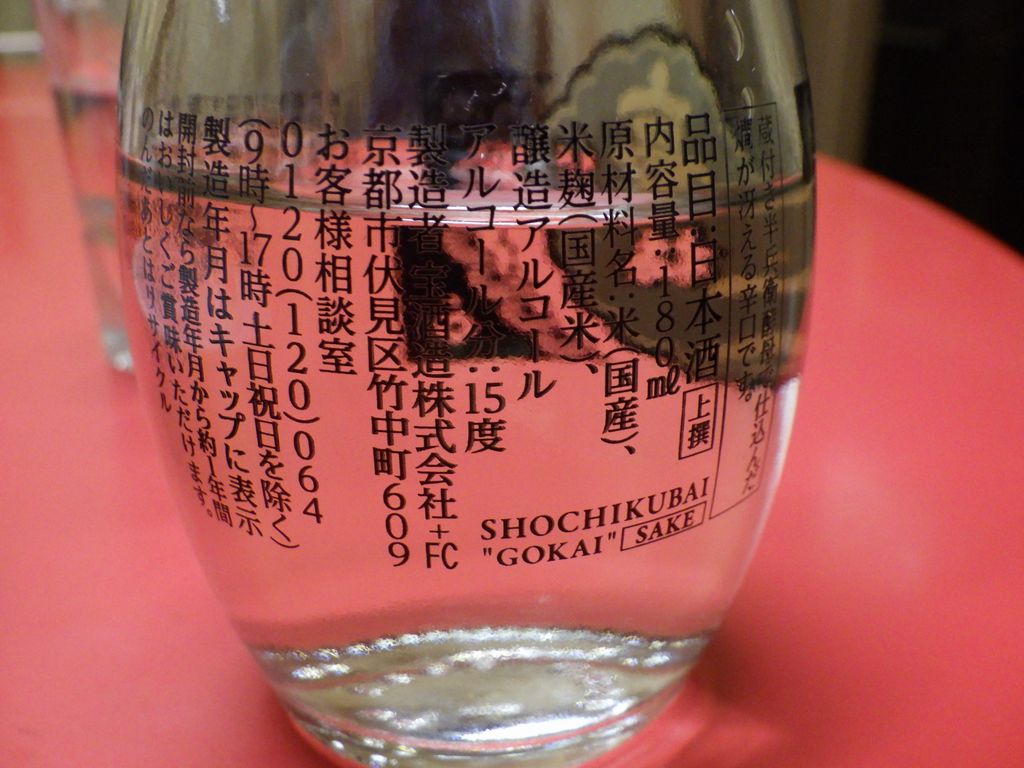 蔵付き半兵衛酵母で仕込んだ
燗が冴える辛口です。
品目:日本酒 上撰
内容量:180ml
原材料名:米(国産)、
米麹(国産米)、
醸造アルコール
アルコール分:15度
製造者 宝酒造株式会社+FC
京都市伏見区竹中町609
お客様相談室
0120(120)064
(9時~17時 土日祝日を除く)
製造年月はキャップに表示
開封前なら製造年月から約1年間
はおいしくご賞味いただけます。
のんだあとはリサイクル
SHOCHIKUBAI
"GOKAI" SAKE